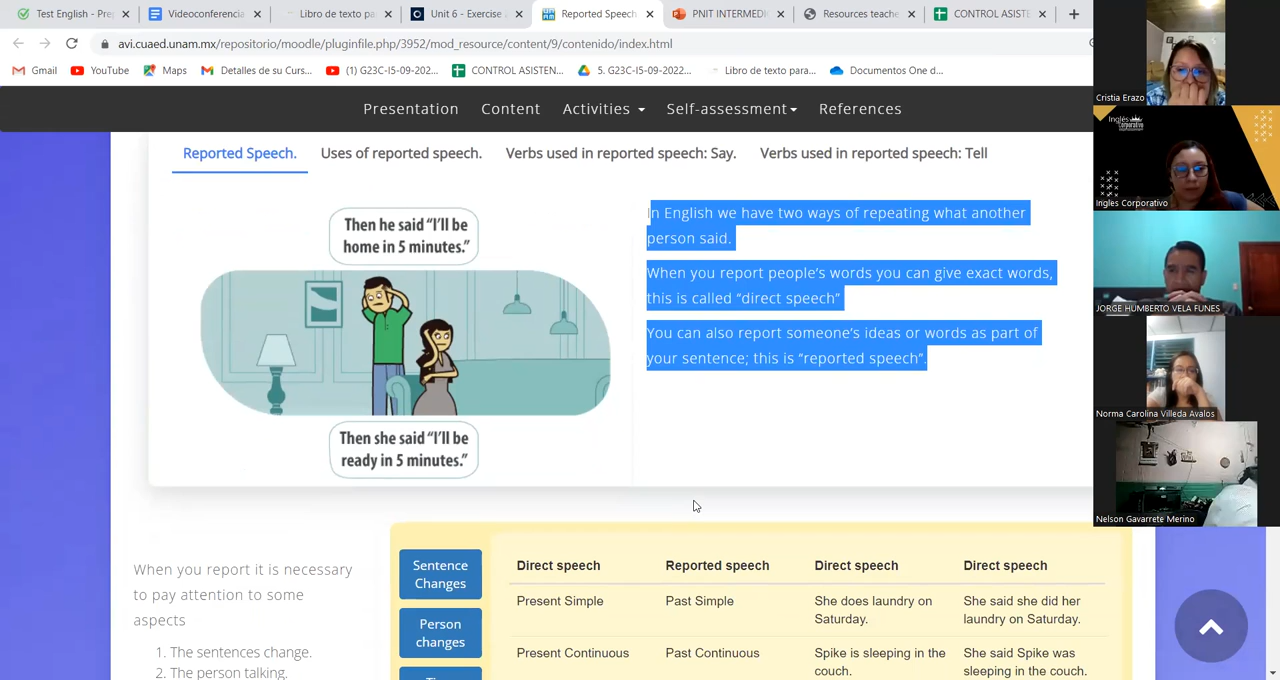 Test English - Pre
Videoconferencia
Libro de texto pa
Unit 6 - Exercise
Reported Speech
PNIT INTERMEDI
Resources teache
CONTROL ASISTE
avi.cuaed.unam.mx/repositorio/moodle/pluginfile.php/3952/mod_resource/content/9/contenido/index.html
Gmail
YouTube
Maps
Detalles de su Curs...
(1) G23C-I5-09-202...
CONTROL ASISTEN...
5. G23C-I5-09-2022...
Libro de texto para...
Documentos One d...
Presentation
Content
Activities
Self-assessment
References
Reported Speech.
Uses of reported speech.
Verbs used in reported speech: Say.
Verbs used in reported speech: Tell
Then he said “I’ll be
home in 5 minutes.”
Then she said “I’ll be
ready in 5 minutes.”
In English we have two ways of repeating what another
person said.
When you report people’s words you can give exact words,
this is called “direct speech”
You can also report someone’s ideas or words as part of
your sentence; this is “reported speech”.
When you report it is necessary
to pay attention to some
aspects
1. The sentences change.
2. The person talking.
Sentence
Changes
Person
changes
Direct speech
Reported speech
Direct speech
Direct speech
Present Simple
Past Simple
She does laundry on
Saturday.
She said she did her
laundry on Saturday.
Present Continuous
Past Continuous
Spike is sleeping in the
couch.
She said Spike was
sleeping in the couch.
Cristia Erazo
Inglés
Corporativo
Ingles Corporativo
JORGE HUMBERTO VELA FUNES
Norma Carolina Villeda Avalos
Nelson Gavarrete Merino